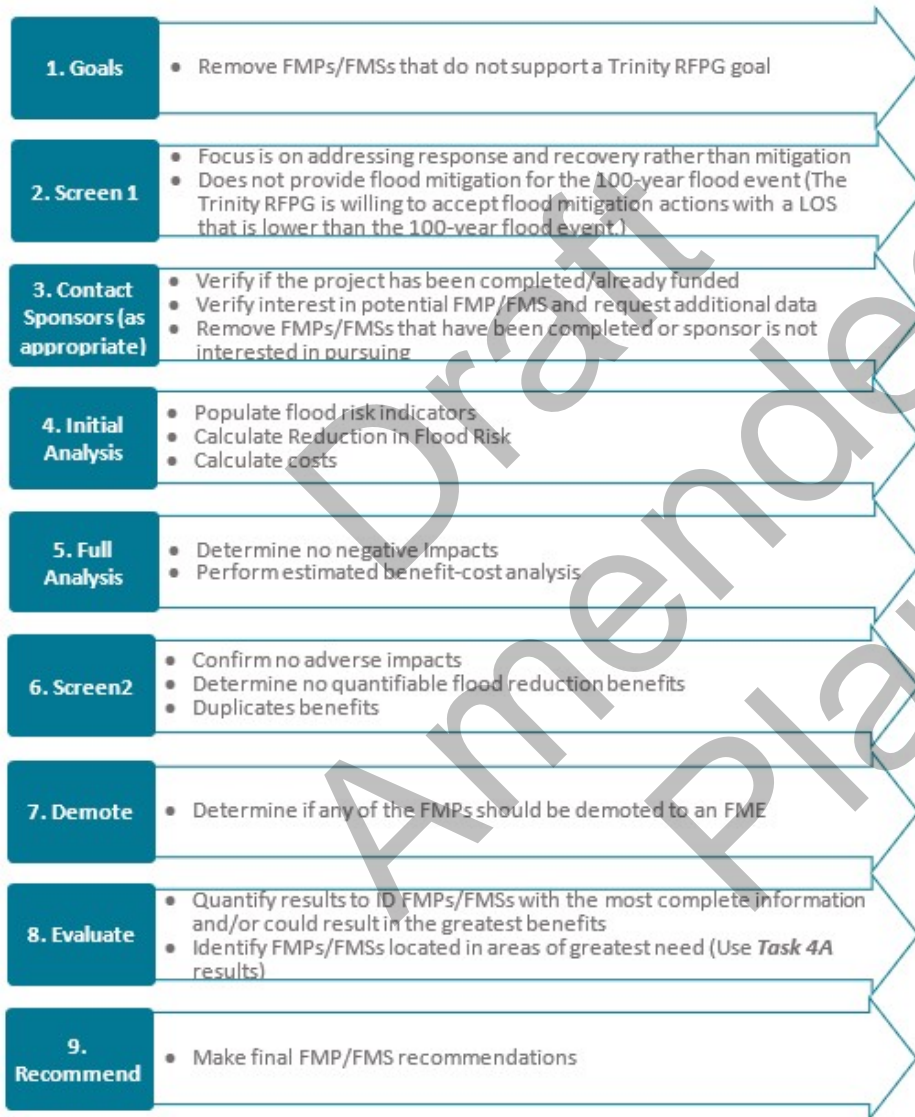 1. Goals
● Remove FMPs/FMSs that do not support a Trinity RFPG goal
2. Screen 1
● Focus is on addressing response and recovery rather than mitigation
● Does not provide flood mitigation for the 100-year flood event (The
Trinity RFPG is willing to accept flood mitigation actions with a LOS
that is lower than the 100-year flood event.)
3. Contact
Sponsors (as
appropriate)
● Verify if the project has been completed/already funded
● Verify interest in potential FMP/FMS and request additional data
● Remove FMPs/FMSs that have been completed or sponsor is not
interested in pursuing
4. Initial
Analysis
● Populate flood risk indicators
● Calculate Reduction in Flood Risk
● Calculate costs
5. Full
Analysis
● Determine no negative Impacts
● Perform estimated benefit-cost analysis
6. Screen2
● Confirm no adverse impacts
● Determine no quantifiable flood reduction benefits
● Duplicates benefits
7. Demote
● Determine if any of the FMPs should be demoted to an FME
8. Evaluate
● Quantify results to ID FMPs/FMSs with the most complete information
and/or could result in the greatest benefits
● Identify FMPs/FMSs located in areas of greatest need (Use Task 4A
results)
9.
Recommend
● Make final FMP/FMS recommendations
Draft